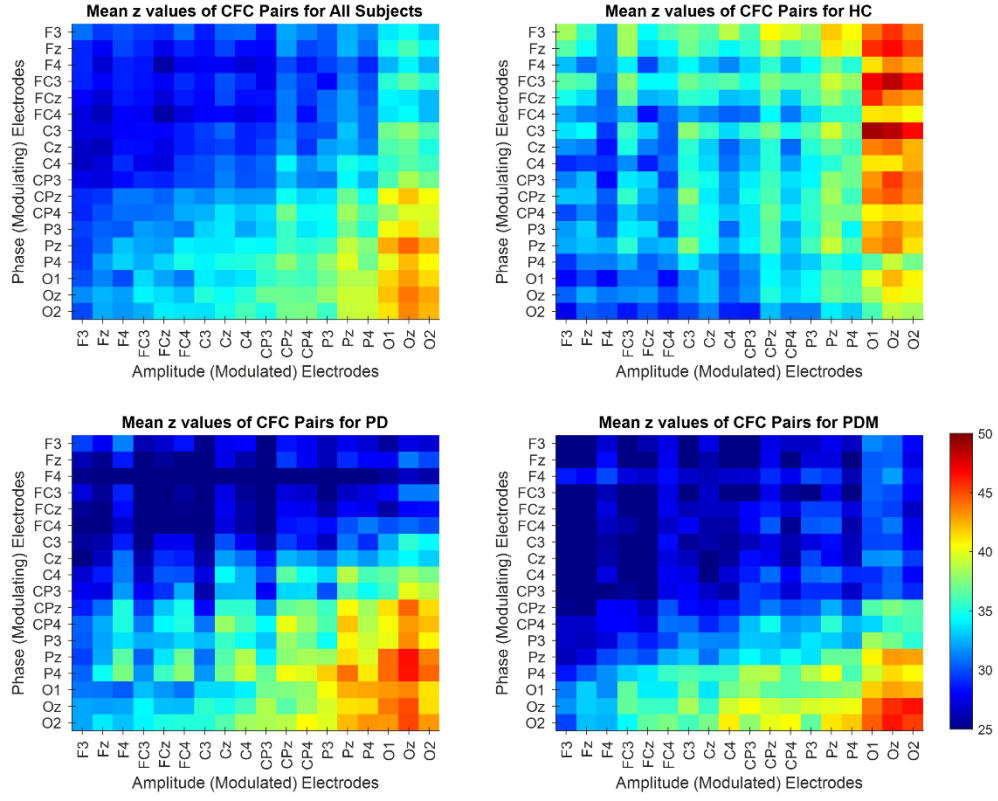 Mean z values of CFC Pairs for All Subjects
Phase (Modulating) Electrodes
F3
Fz
F4
FC3
FCz
FC4
C3
Cz
C4
CP3
CPz
CP4
P3
Pz
P4
O1
Oz
O2
F3 Fz F4 FC3 FCz FC4 C3 Cz C4 CP3 CPz CP4 P3 Pz P4 O1 Oz O2
Amplitude (Modulated) Electrodes
Mean z values of CFC Pairs for HC
Phase (Modulating) Electrodes
F3
Fz
F4
FC3
FCz
FC4
C3
Cz
C4
CP3
CPz
CP4
P3
Pz
P4
O1
Oz
O2
F3 Fz F4 FC3 FCz FC4 C3 Cz C4 CP3 CPz CP4 P3 Pz P4 O1 Oz O2
Amplitude (Modulated) Electrodes
Mean z values of CFC Pairs for PD
Phase (Modulating) Electrodes
F3
Fz
F4
FC3
FCz
FC4
C3
Cz
C4
CP3
CPz
CP4
P3
Pz
P4
O1
Oz
O2
F3 Fz F4 FC3 FCz FC4 C3 Cz C4 CP3 CPz CP4 P3 Pz P4 O1 Oz O2
Amplitude (Modulated) Electrodes
Mean z values of CFC Pairs for PDM
Phase (Modulating) Electrodes
F3
Fz
F4
FC3
FCz
FC4
C3
Cz
C4
CP3
CPz
CP4
P3
Pz
P4
O1
Oz
O2
F3 Fz F4 FC3 FCz FC4 C3 Cz C4 CP3 CPz CP4 P3 Pz P4 O1 Oz O2
Amplitude (Modulated) Electrodes
50
45
40
35
30
25